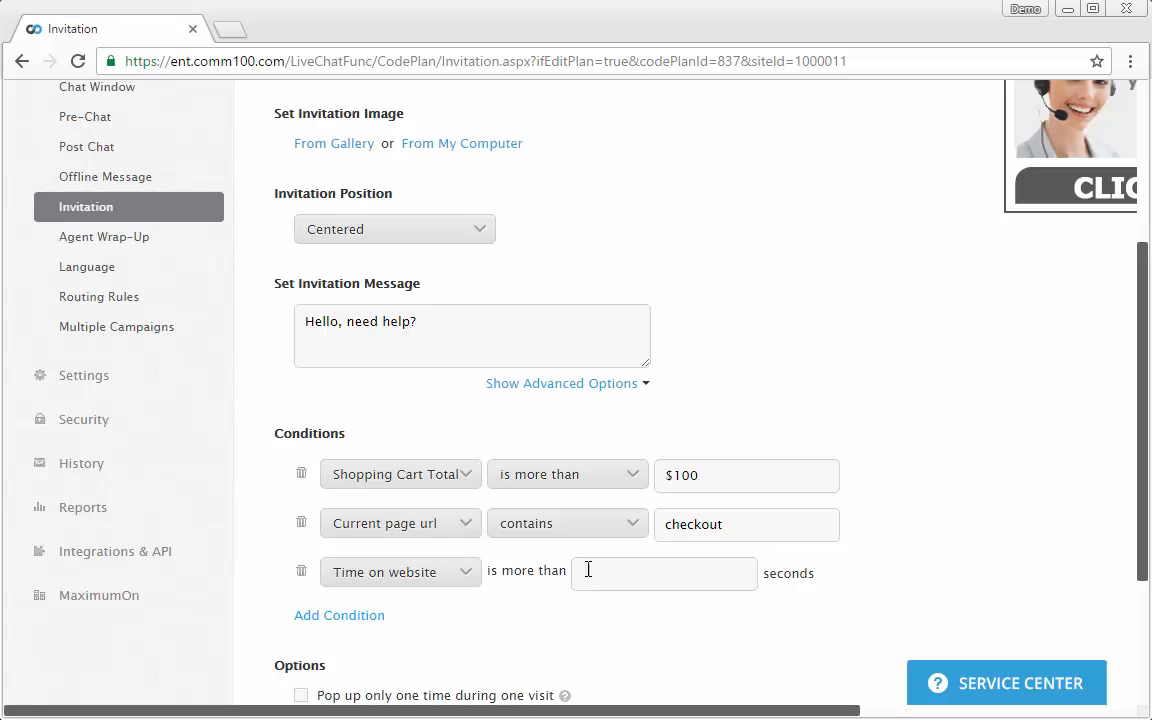 Demo
Invitation
https://ent.comm100.com/LiveChatFunc/CodePlan/Invitation.aspx?ifEditPlan=true&codePlanId=837&siteId=1000011
Chat Window
Pre-Chat
Post Chat
Offline Message
Invitation
Agent Wrap-Up
Language
Routing Rules
Multiple Campaigns
Settings
Security
History
Reports
Integrations & API
MaximumOn
Set Invitation Image
From Gallery or From My Computer
Invitation Position
Centered
Set Invitation Message
Hello, need help?
Show Advanced Options
Conditions
Shopping Cart Total is more than $100
Current page url contains checkout
Time on website is more than seconds
Add Condition
Options
Pop up only one time during one visit ?
CLIC
? SERVICE CENTER